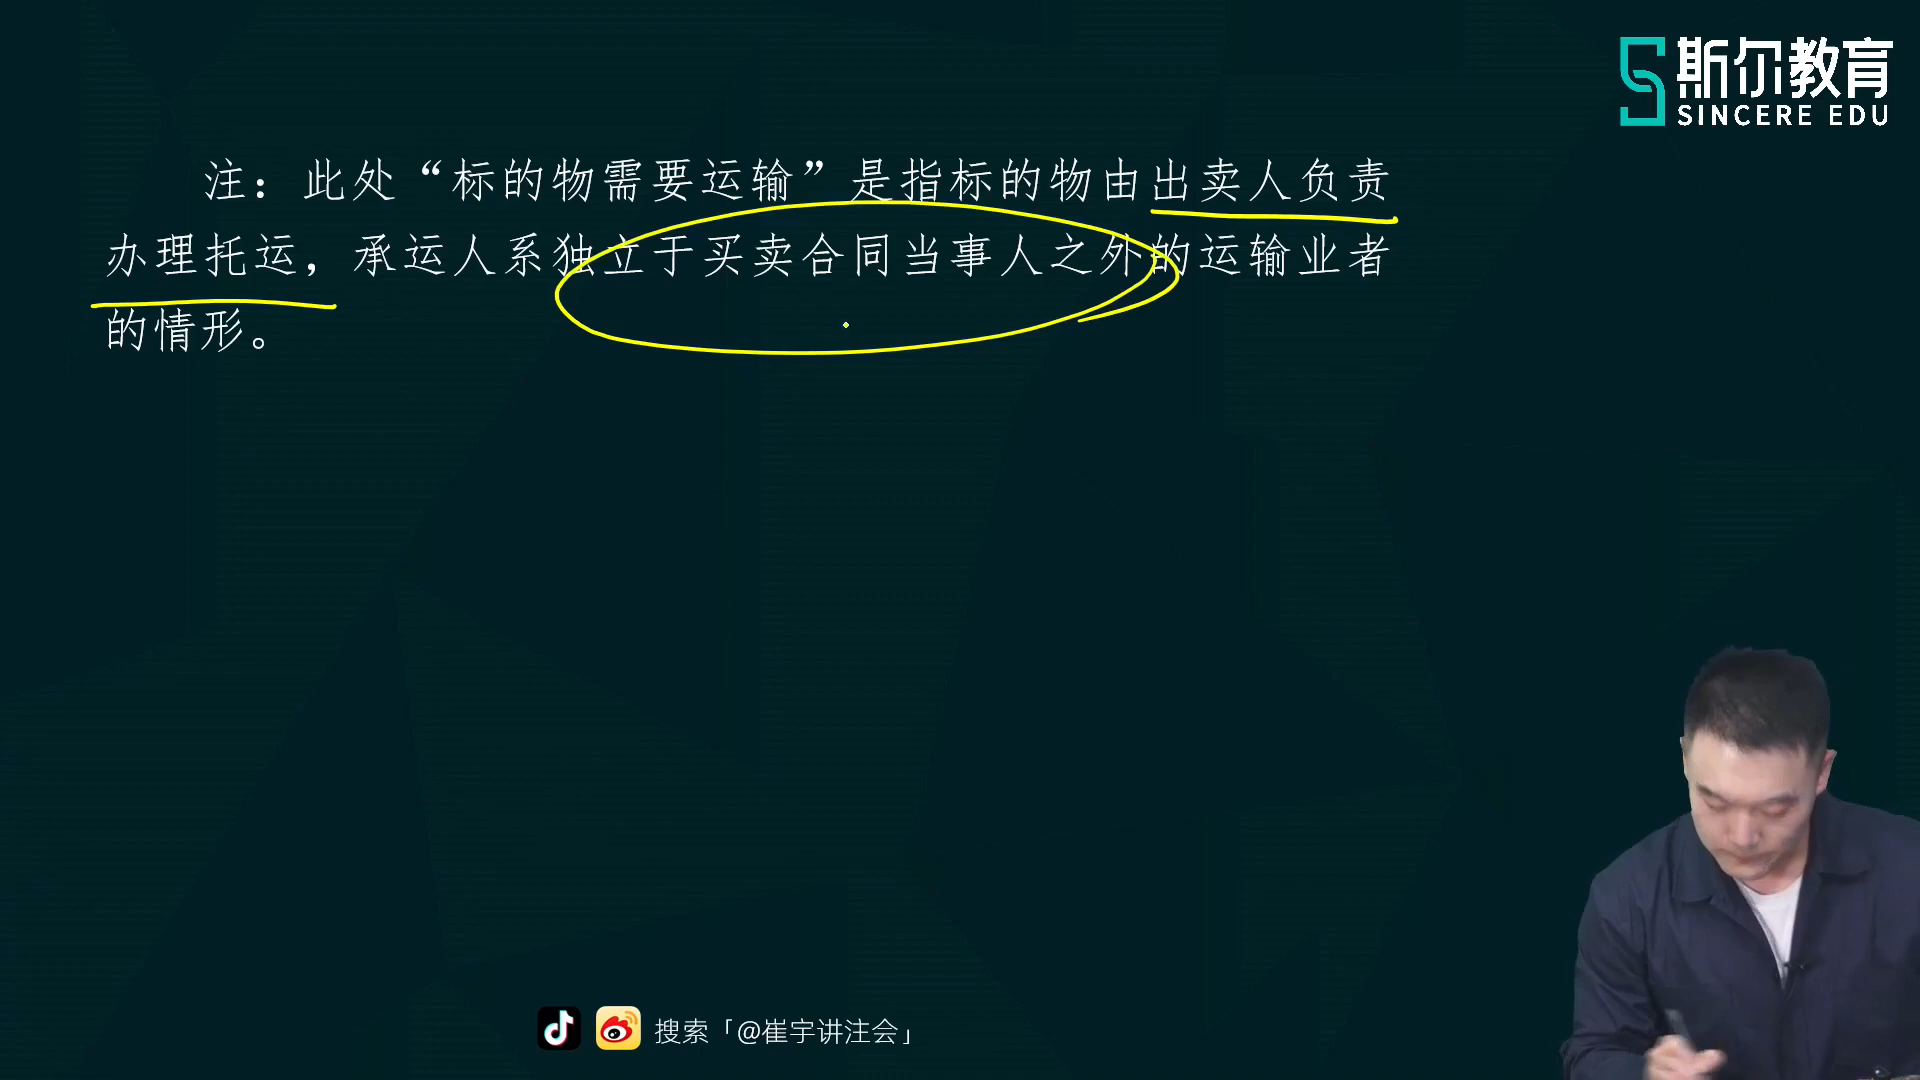 斯尔教育
SINCERE EDU
注：此处“标的物需要运输”是指标的物由出卖人负责
办理托运，承运人系独立于买卖合同当事人之外的运输业者
的情形。
搜索「@崔宇讲注会」